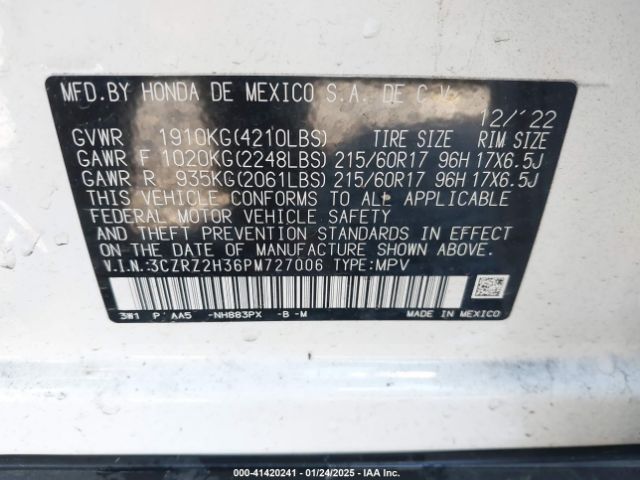 MFD.BY HONDA DE MEXICO S.A. DE C.V.
12/'22
GVWR 1910KG(4210LBS) TIRE SIZE RIM SIZE
GAWR F 1020KG(2248LBS) 215/60R17 96H 17X6.5J
GAWR R 935KG(2061LBS) 215/60R17 96H 17X6.5J
THIS VEHICLE CONFORMS TO ALL APPLICABLE
FEDERAL MOTOR VEHICLE SAFETY
AND THEFT PREVENTION STANDARDS IN EFFECT
ON THE DATE OF MANUFACTURE SHOWN ABOVE.
V.I.N.:3CZRZ2H36PM727006 TYPE:MPV
3W1 P'AA5 -NH883PX -B -M
MADE IN MEXICO
000-41420241 - 01/24/2025 - IAA, Inc.